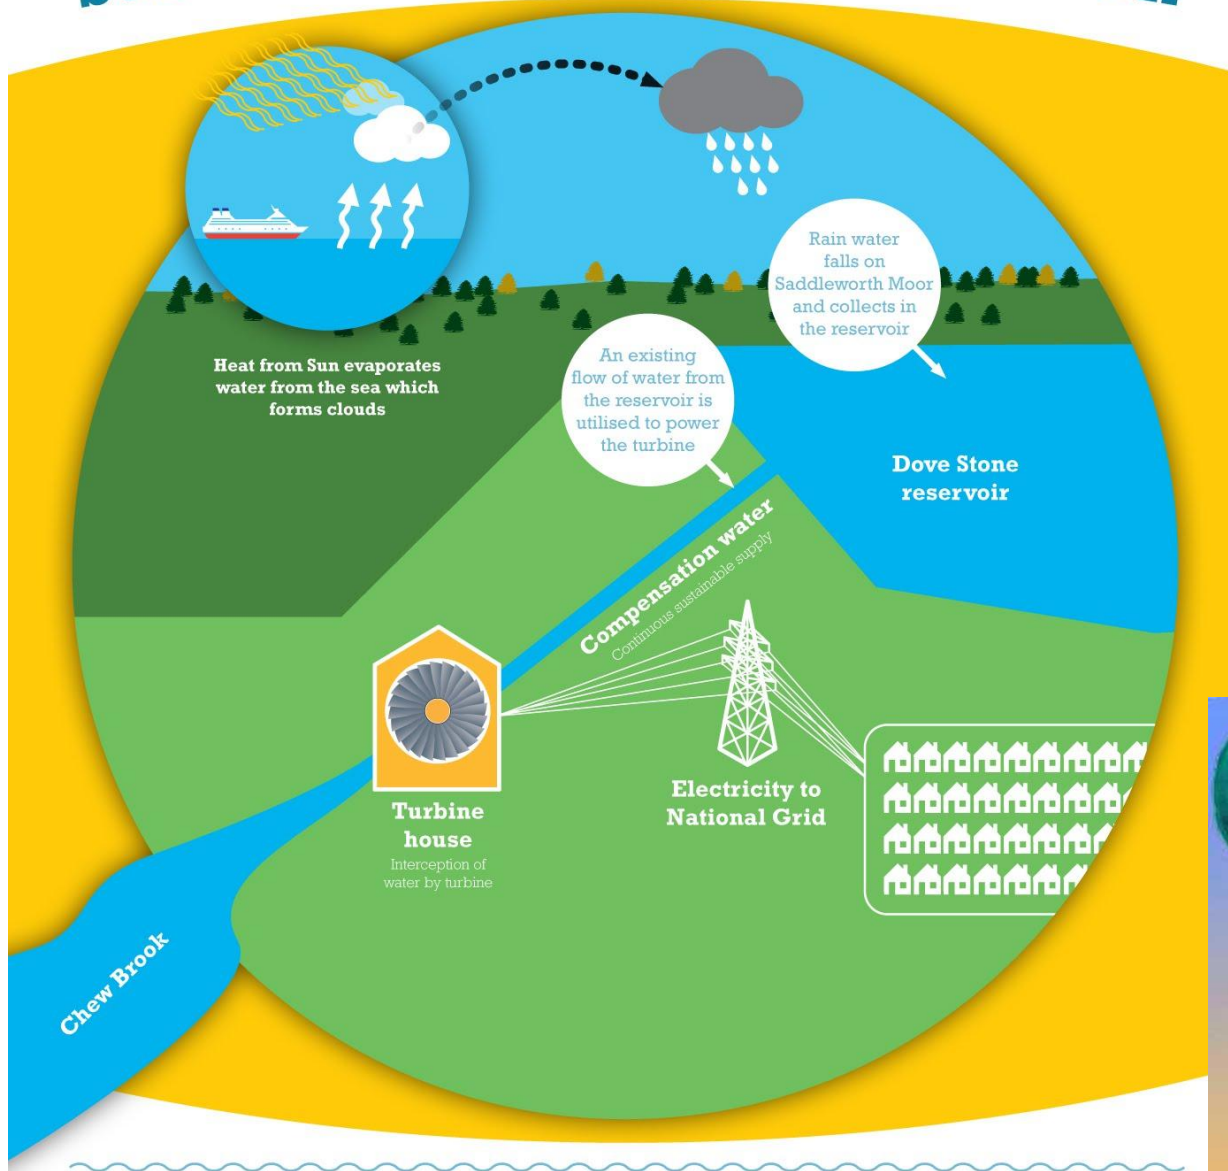 Rain water
falls on
Saddleworth Moor
and collects in
the reservoir
Heat from Sun evaporates
water from the sea which
forms clouds
An existing
flow of water from
the reservoir is
utilised to power
the turbine
Dove Stone
reservoir
Compensation water
Continuous sustainable supply
Turbine
house
Interception of
water by turbine
Electricity to
National Grid
Chew Brook